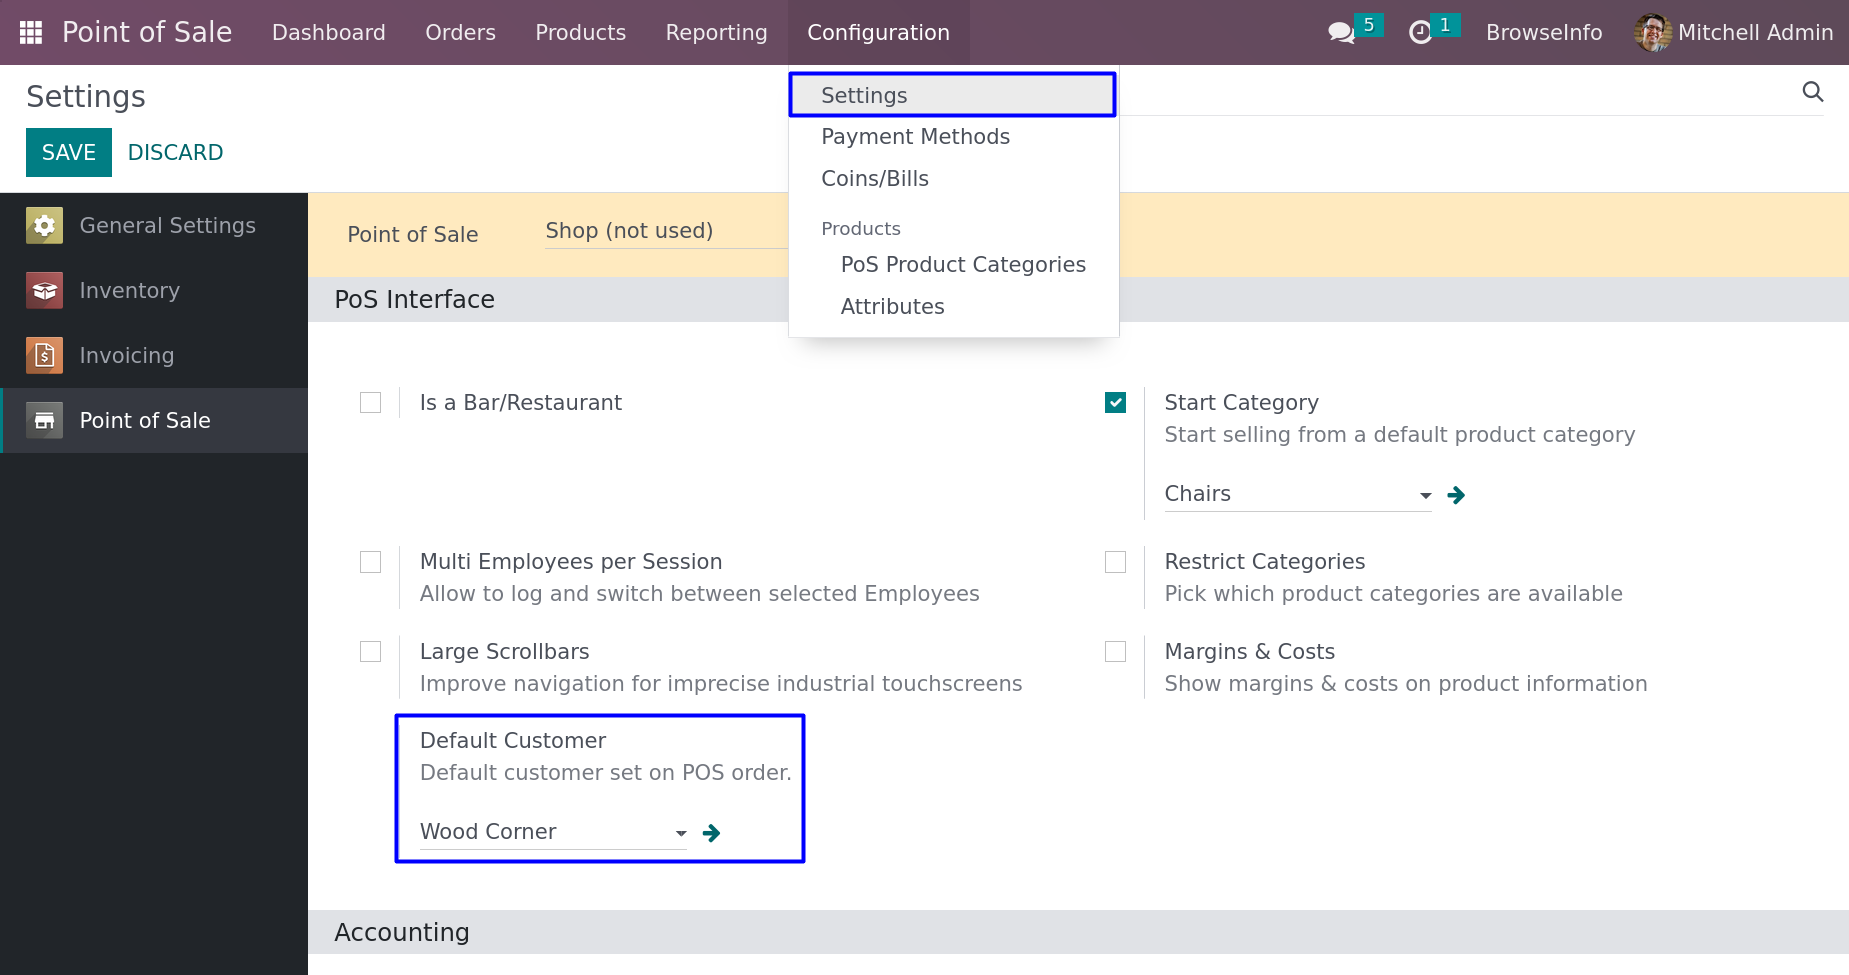 Point of Sale Dashboard Orders Products Reporting Configuration 5 1 BrowseInfo Mitchell Admin
Settings
SAVE DISCARD
Settings
Payment Methods
Coins/Bills
Products
PoS Product Categories
Attributes
General Settings
Inventory
Invoicing
Point of Sale
Point of Sale Shop (not used)
PoS Interface
Is a Bar/Restaurant
Start Category
Start selling from a default product category
Chairs
Multi Employees per Session
Allow to log and switch between selected Employees
Restrict Categories
Pick which product categories are available
Large Scrollbars
Improve navigation for imprecise industrial touchscreens
Margins & Costs
Show margins & costs on product information
Default Customer
Default customer set on POS order.
Wood Corner
Accounting